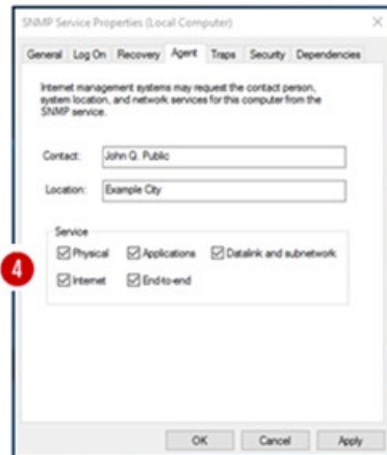 SNMP Service Properties (Local Computer)
General Log On Recovery Agent Traps Security Dependencies
Internet management systems may request the contact person,
system location, and network services for this computer from the
SNMP service.
Contact: John Q. Public
Location: Example City
Service
Physical Applications Datalink and subnetwork
4
Internet End-to-end
OK Cancel Apply